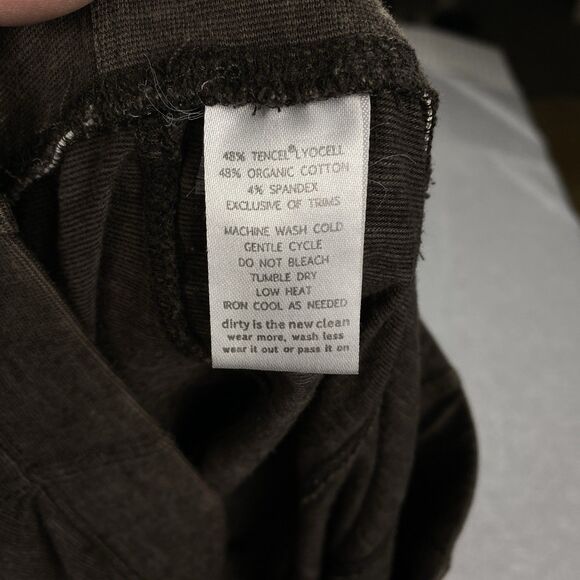 48% TENCEL®LYOCELL
48% ORGANIC COTTON
4% SPANDEX
EXCLUSIVE OF TRIMS
MACHINE WASH COLD
GENTLE CYCLE
DO NOT BLEACH
TUMBLE DRY
LOW HEAT
IRON COOL AS NEEDED
dirty is the new clean
wear more, wash less
wear it out or pass it on